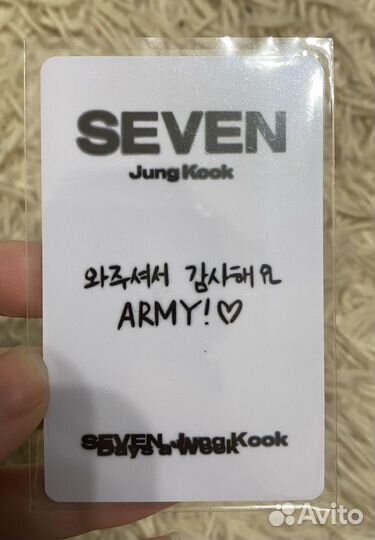 SEVEN
Jung Kook
와주셔서 감사해요
ARMY!♡
SEVEN Jung Kook
Days a Week
Avito